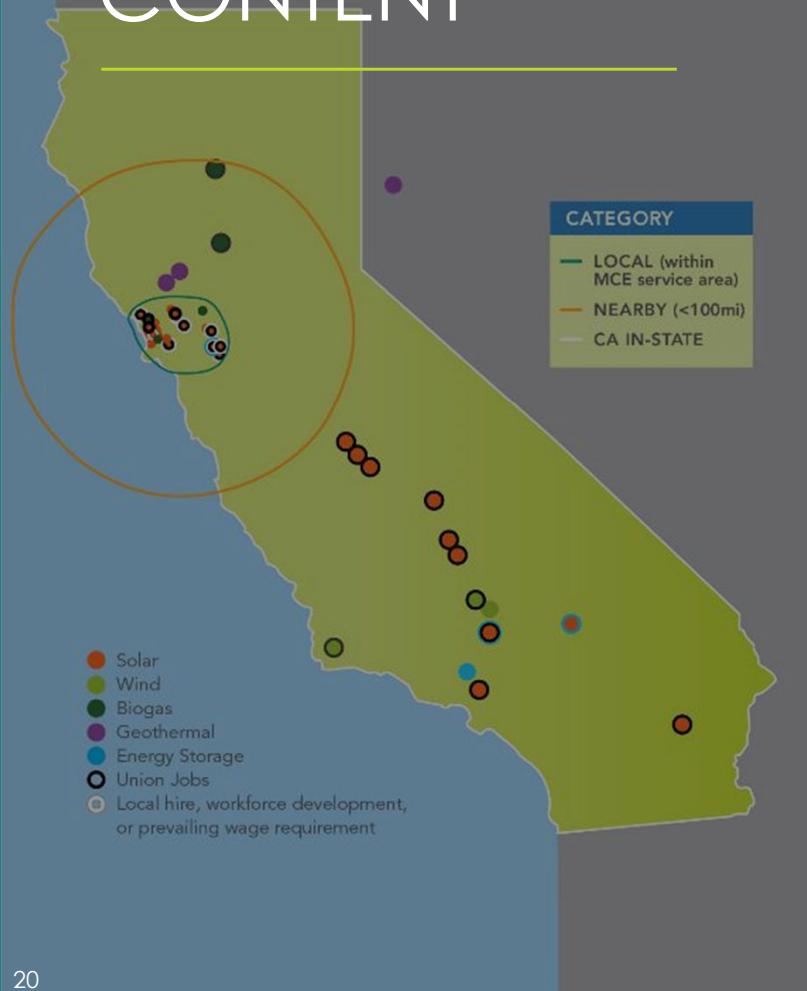 CONTENT
CATEGORY
LOCAL (within
MCE service area)
NEARBY (<100mi)
CA IN-STATE
Solar
Wind
Biogas
Geothermal
Energy Storage
Union Jobs
Local hire, workforce development,
or prevailing wage requirement
20